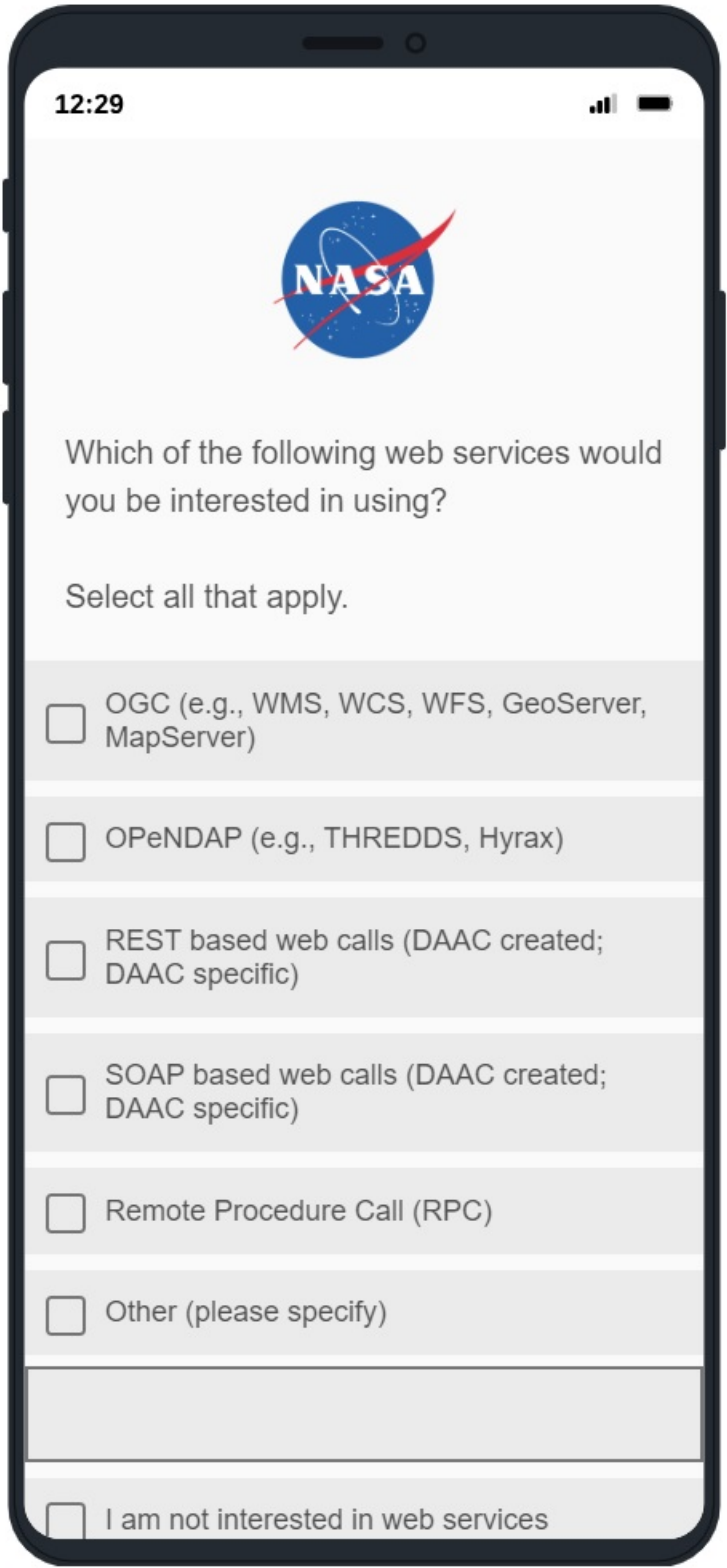 12:29
NASA
Which of the following web services would
you be interested in using?
Select all that apply.
OGC (e.g., WMS, WCS, WFS, GeoServer,
MapServer)
OPeNDAP (e.g., THREDDS, Hyrax)
REST based web calls (DAAC created;
DAAC specific)
SOAP based web calls (DAAC created;
DAAC specific)
Remote Procedure Call (RPC)
Other (please specify)
I am not interested in web services